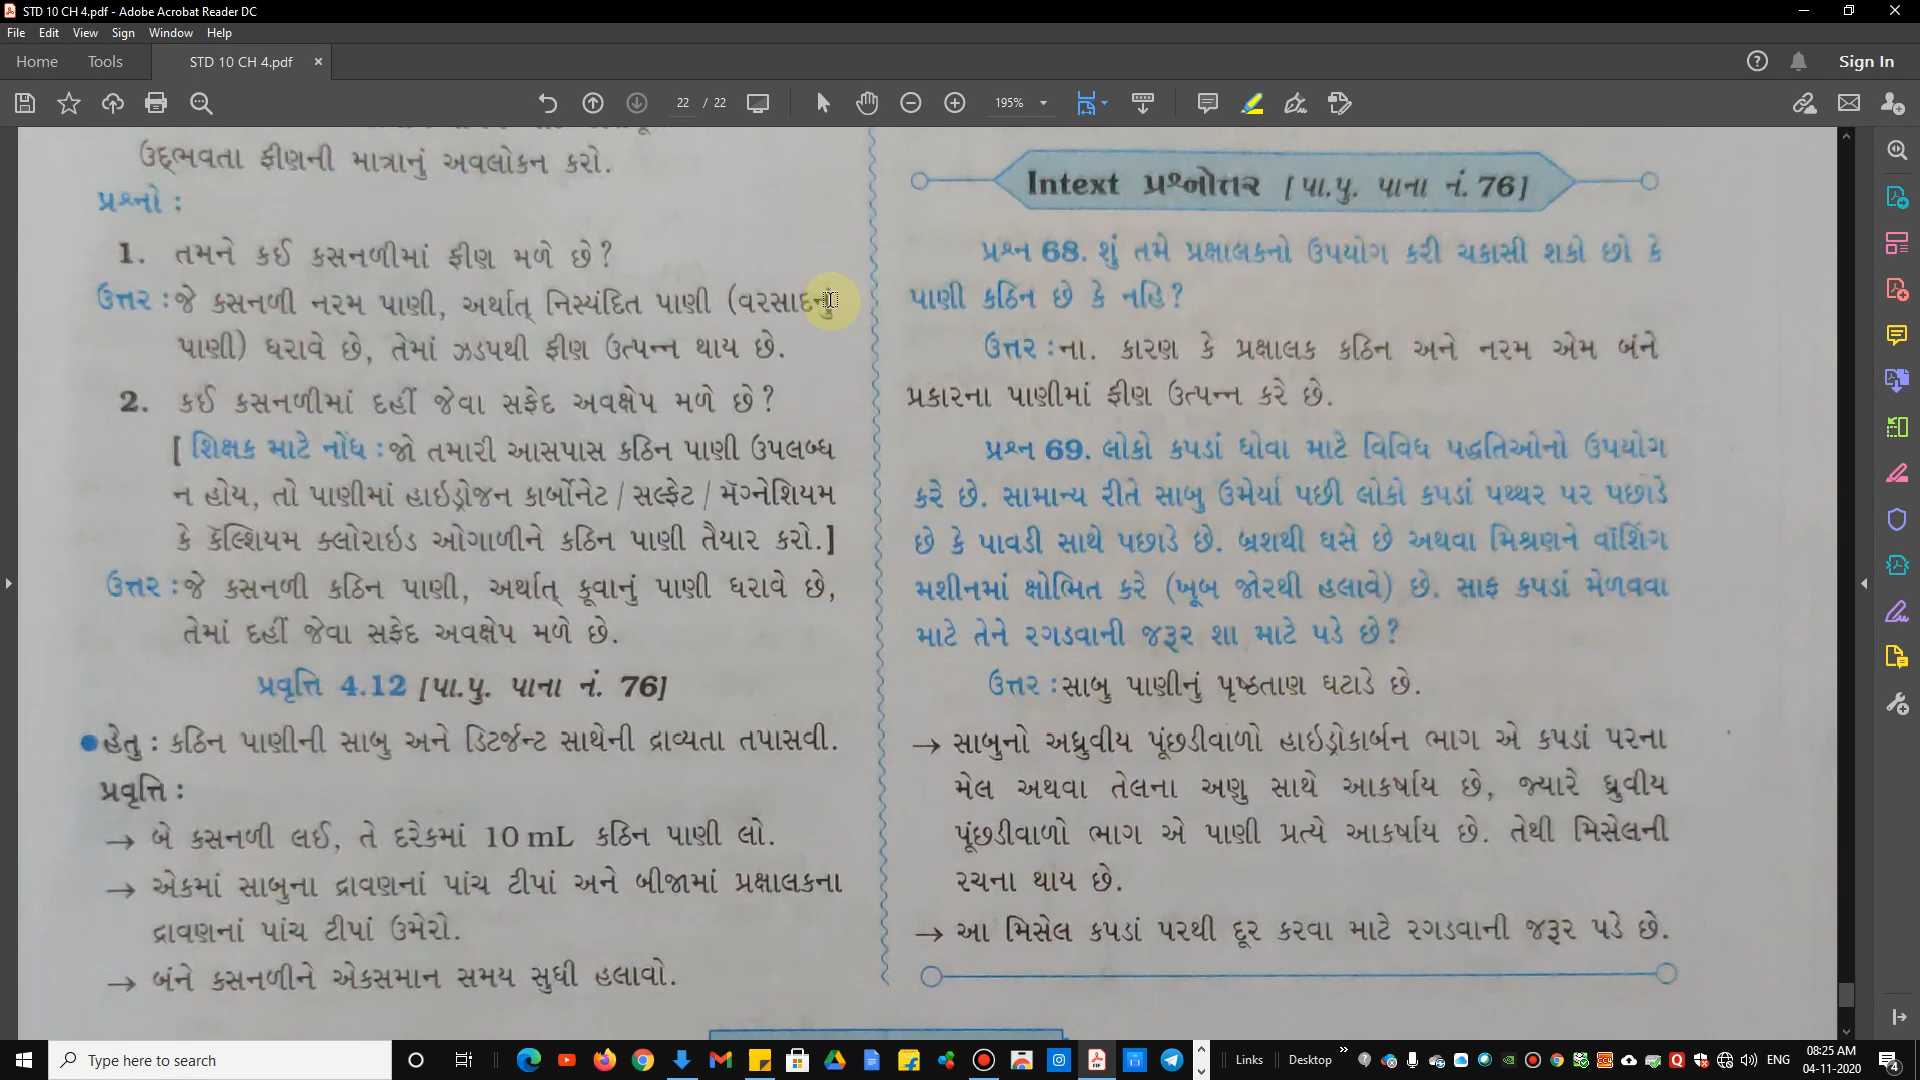 STD 10 CH 4.pdf - Adobe Acrobat Reader DC
File Edit View Sign Window Help
Home Tools STD 10 CH 4.pdf × Sign In
22 / 22 195%
ઉદ્ભવતા ફીણની માત્રાનું અવલોકન કરો.
પ્રશ્નો :
1. તમને કઈ કસનળીમાં ફીણ મળે છે?
ઉત્તર : જે કસનળી નરમ પાણી, અર્થાત્ નિસ્યંદિત પાણી (વરસાદનું
પાણી) ધરાવે છે, તેમાં ઝડપથી ફીણ ઉત્પન્ન થાય છે.
2. કઈ કસનળીમાં દહીં જેવા સફેદ અવક્ષેપ મળે છે?
[ શિક્ષક માટે નોંધ : જો તમારી આસપાસ કઠિન પાણી ઉપલબ્ધ
ન હોય, તો પાણીમાં હાઇડ્રોજન કાર્બોનેટ / સલ્ફેટ / મૅગ્નેશિયમ
કે કૅલ્શિયમ ક્લોરાઇડ ઓગાળીને કઠિન પાણી તૈયાર કરો.]
ઉત્તર : જે કસનળી કઠિન પાણી, અર્થાત્ કૂવાનું પાણી ધરાવે છે,
તેમાં દહીં જેવા સફેદ અવક્ષેપ મળે છે.
પ્રવૃત્તિ 4.12 [પા.પુ. પાના નં. 76]
● હેતુ : કઠિન પાણીની સાબુ અને ડિટર્જન્ટ સાથેની દ્રાવ્યતા તપાસવી.
પ્રવૃત્તિ :
→ બે કસનળી લઈ, તે દરેકમાં 10 mL કઠિન પાણી લો.
→ એકમાં સાબુના દ્રાવણનાં પાંચ ટીપાં અને બીજામાં પ્રક્ષાલકના
દ્રાવણનાં પાંચ ટીપાં ઉમેરો.
→ બંને કસનળીને એકસમાન સમય સુધી હલાવો.
Intext પ્રશ્નોત્તર [પા.પુ. પાના નં. 76]
પ્રશ્ન 68. શું તમે પ્રક્ષાલકનો ઉપયોગ કરી ચકાસી શકો છો કે
પાણી કઠિન છે કે નહિ?
ઉત્તર : ના. કારણ કે પ્રક્ષાલક કઠિન અને નરમ એમ બંને
પ્રકારના પાણીમાં ફીણ ઉત્પન્ન કરે છે.
પ્રશ્ન 69. લોકો કપડાં ધોવા માટે વિવિધ પદ્ધતિઓનો ઉપયોગ
કરે છે. સામાન્ય રીતે સાબુ ઉમેર્યા પછી લોકો કપડાં પથ્થર પર પછાડે
છે કે પાવડી સાથે પછાડે છે. બ્રશથી ઘસે છે અથવા મિશ્રણને વૉશિંગ
મશીનમાં ક્ષોભિત કરે (ખૂબ જોરથી હલાવે) છે. સાફ કપડાં મેળવવા
માટે તેને રગડવાની જરૂર શા માટે પડે છે?
ઉત્તર : સાબુ પાણીનું પૃષ્ઠતાણ ઘટાડે છે.
→ સાબુનો અધ્રુવીય પૂંછડીવાળો હાઇડ્રોકાર્બન ભાગ એ કપડાં પરના
મેલ અથવા તેલના અણુ સાથે આકર્ષાય છે, જ્યારે ધ્રુવીય
પૂંછડીવાળો ભાગ એ પાણી પ્રત્યે આકર્ષાય છે. તેથી મિસેલની
રચના થાય છે.
→ આ મિસેલ કપડાં પરથી દૂર કરવા માટે રગડવાની જરૂર પડે છે.
Type here to search
Links Desktop ENG 08:25 AM
04-11-2020